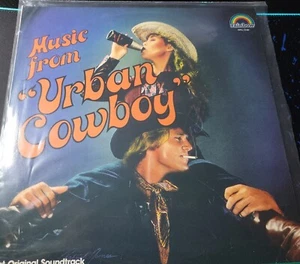 Music
from
"Urban
Cowboy"
Original Soundtrack